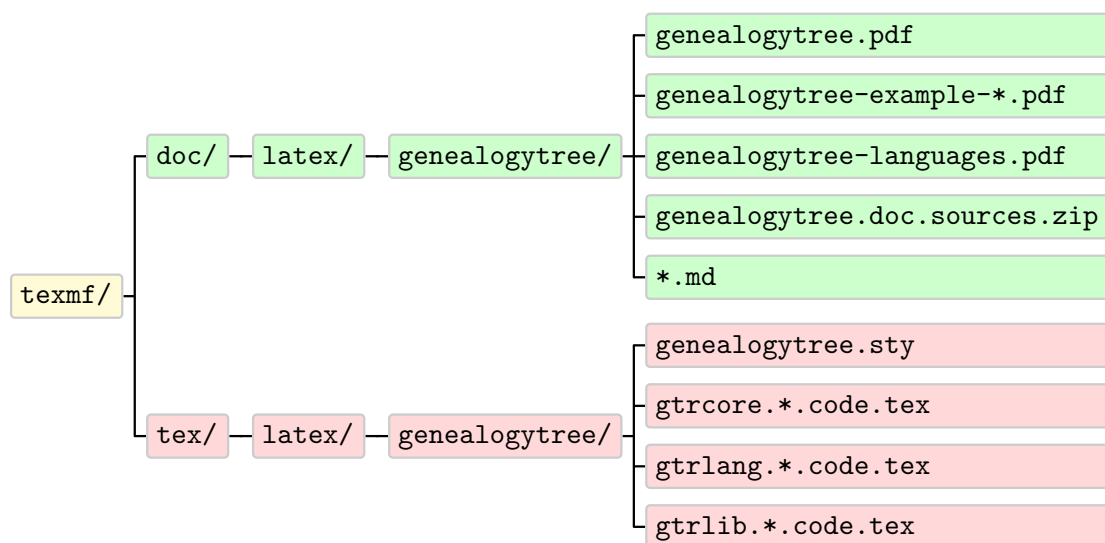 genealogytree.pdf
genealogytree-example-*.pdf
doc/ latex/ genealogytree/ genealogytree-languages.pdf
genealogytree.doc.sources.zip
*.md
texmf/
genealogytree.sty
gtrcore.*.code.tex
tex/ latex/ genealogytree/
gtrlang.*.code.tex
gtrlib.*.code.tex